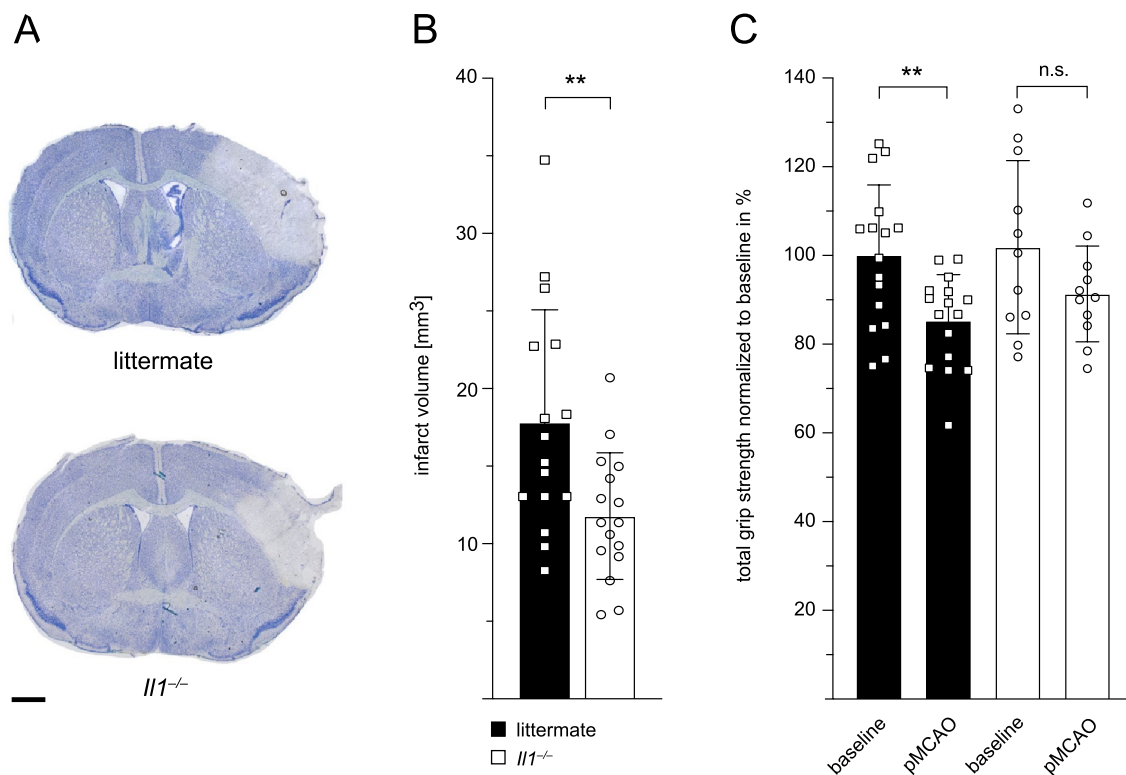 A
B
C
littermate
Il1⁻/⁻
infarct volume [mm³]
40
30
20
10
**
littermate
Il1⁻/⁻
total grip strength normalized to baseline in %
140
120
100
80
60
40
20
**
n.s.
baseline
pMCAO
baseline
pMCAO